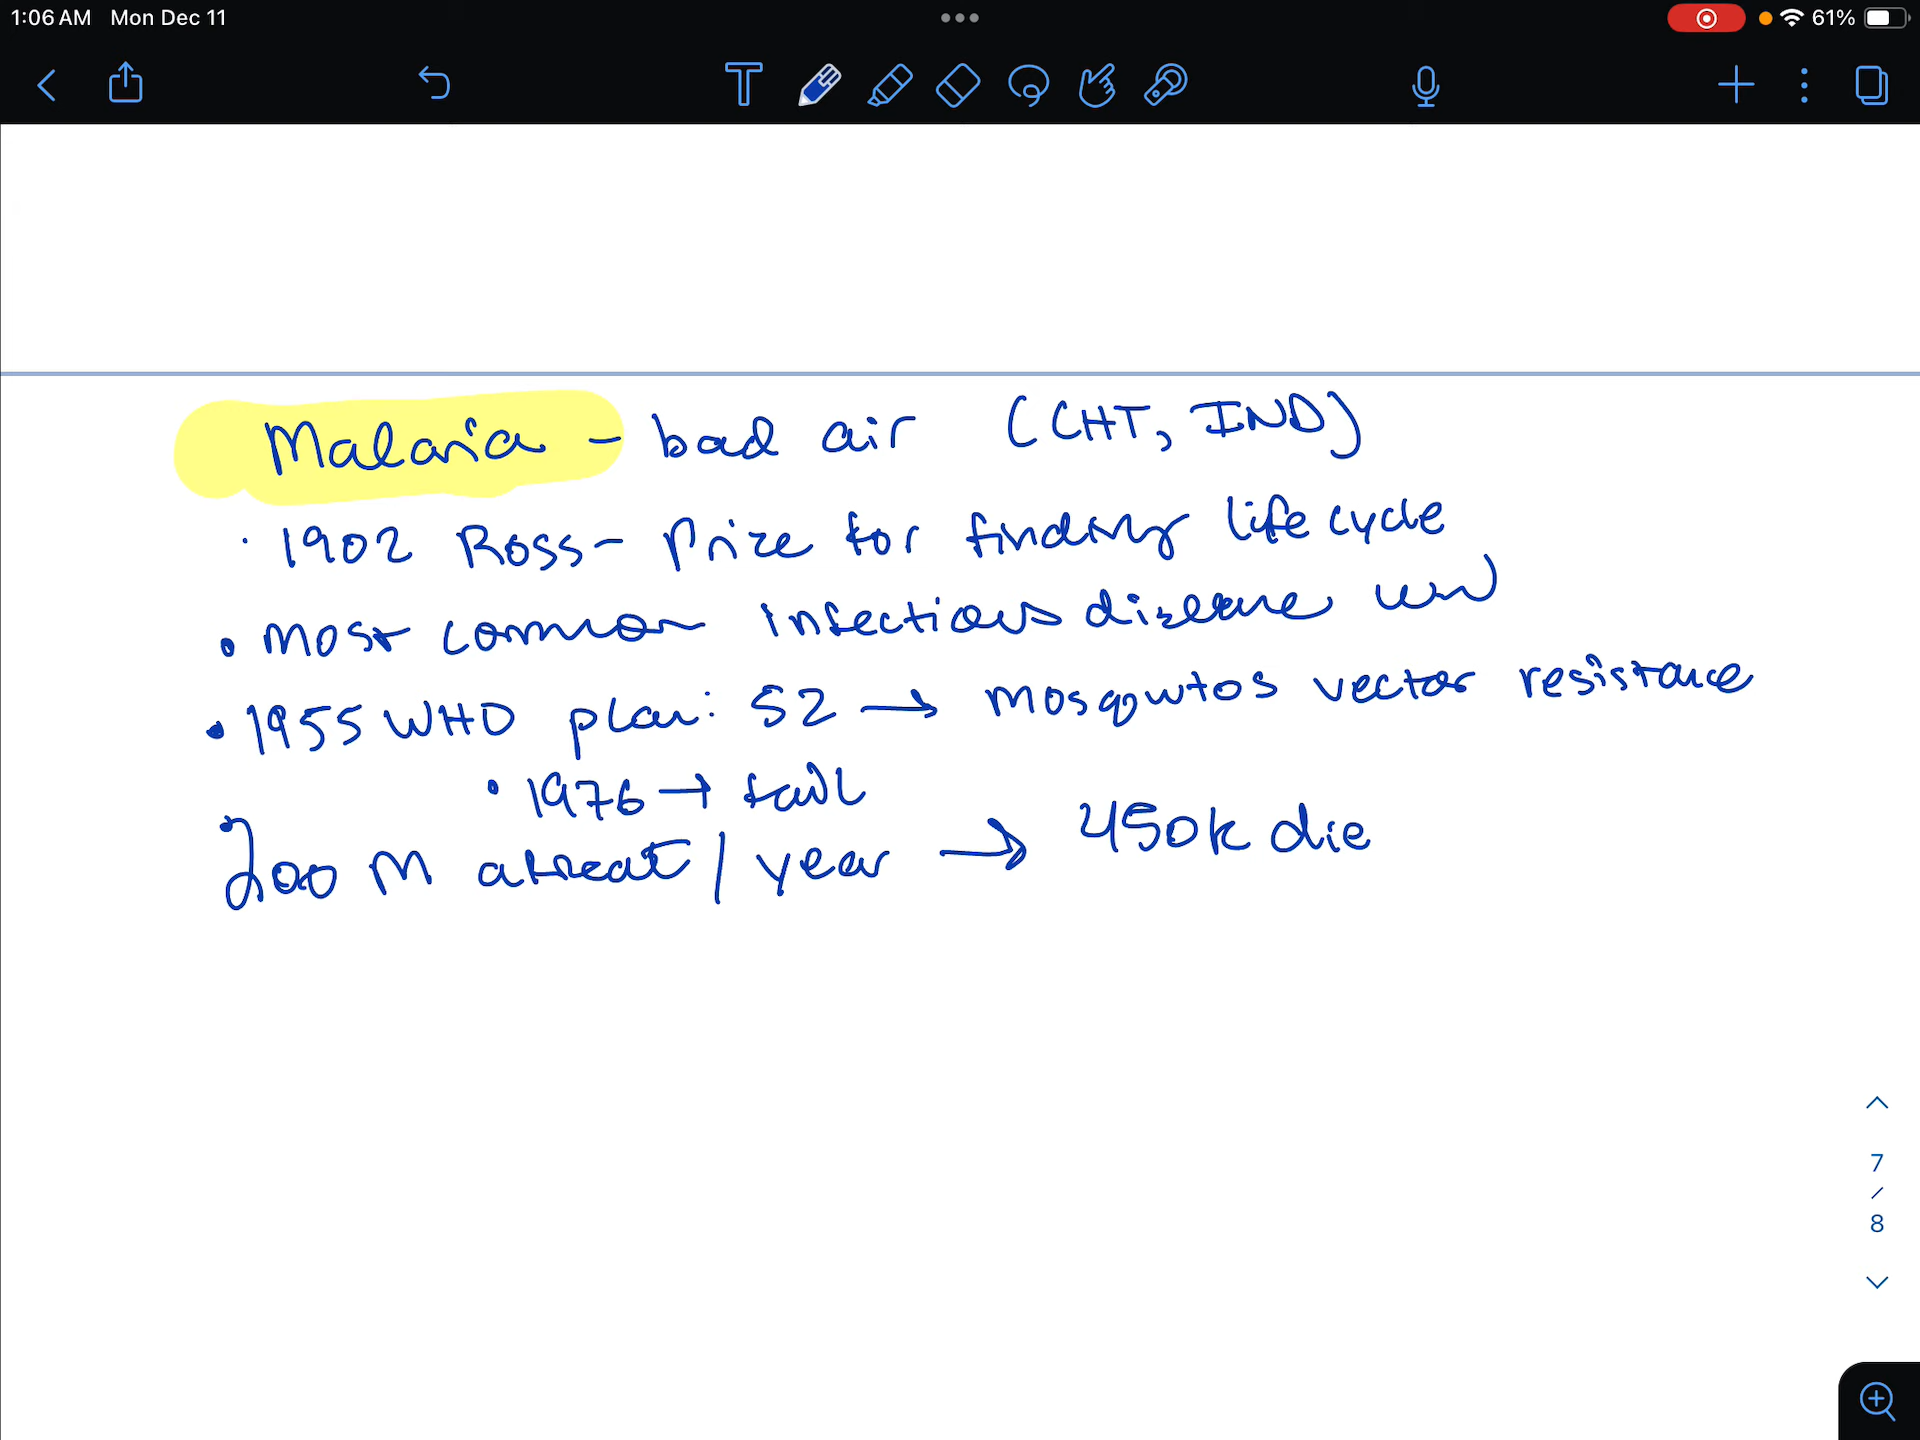 1:06 AM Mon Dec 11
61%
T
Malaria - bad air (CHT, IND)
· 1902 Ross - Prize for finding life cycle
• most common infectious disease ww
• 1955 WHO plan: 52 → mosqwtos vector resistance
• 1976 → fail
• 200 M / year → 450k die
7
/
8